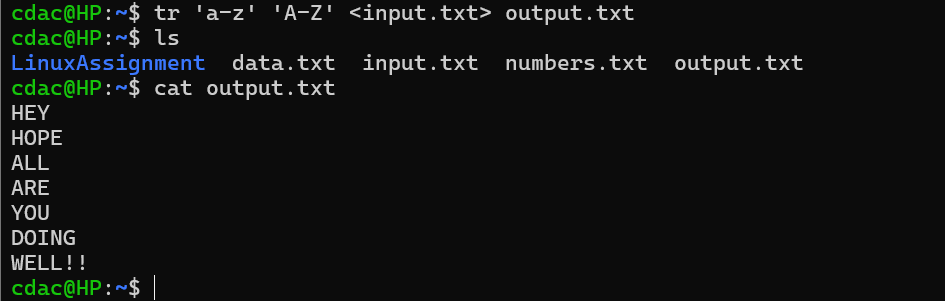 cdac@HP:~$ tr 'a-z' 'A-Z' <input.txt> output.txt
cdac@HP:~$ ls
LinuxAssignment  data.txt  input.txt  numbers.txt  output.txt
cdac@HP:~$ cat output.txt
HEY
HOPE
ALL
ARE
YOU
DOING
WELL!!
cdac@HP:~$